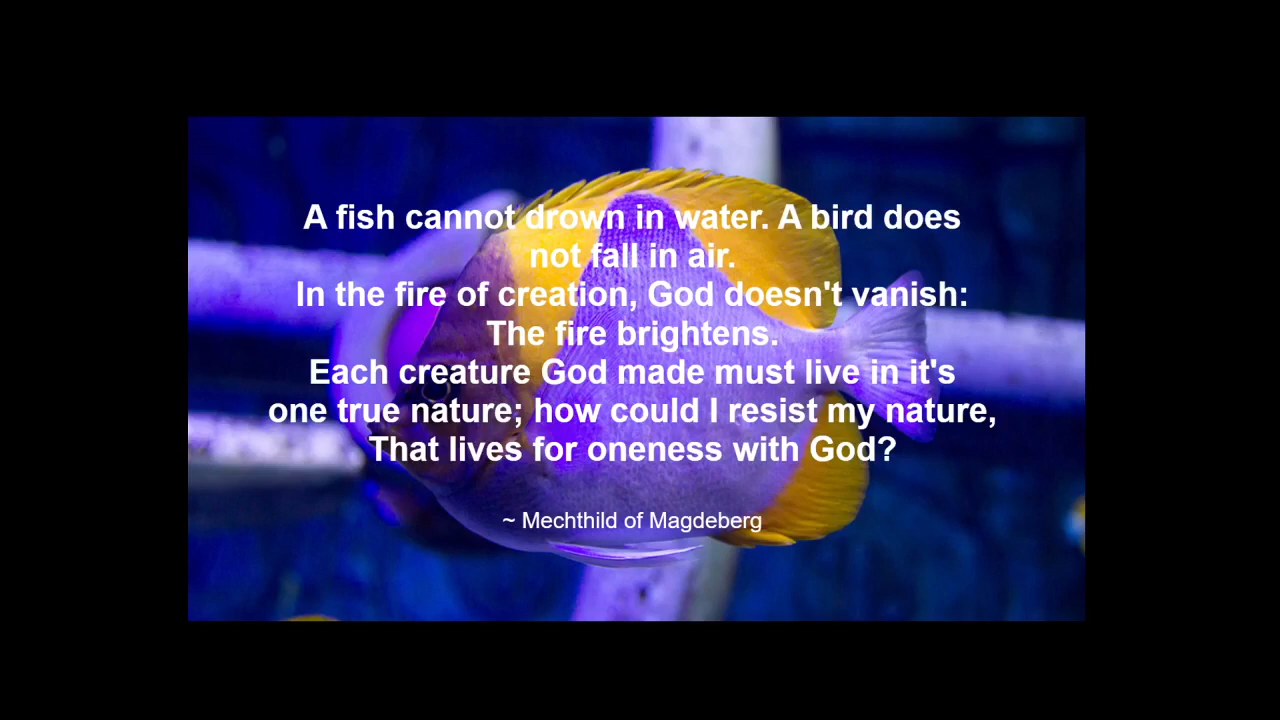 A fish cannot drown in water. A bird does
not fall in air.
In the fire of creation, God doesn't vanish:
The fire brightens.
Each creature God made must live in it's
one true nature; how could I resist my nature,
That lives for oneness with God?
~ Mechthild of Magdeberg